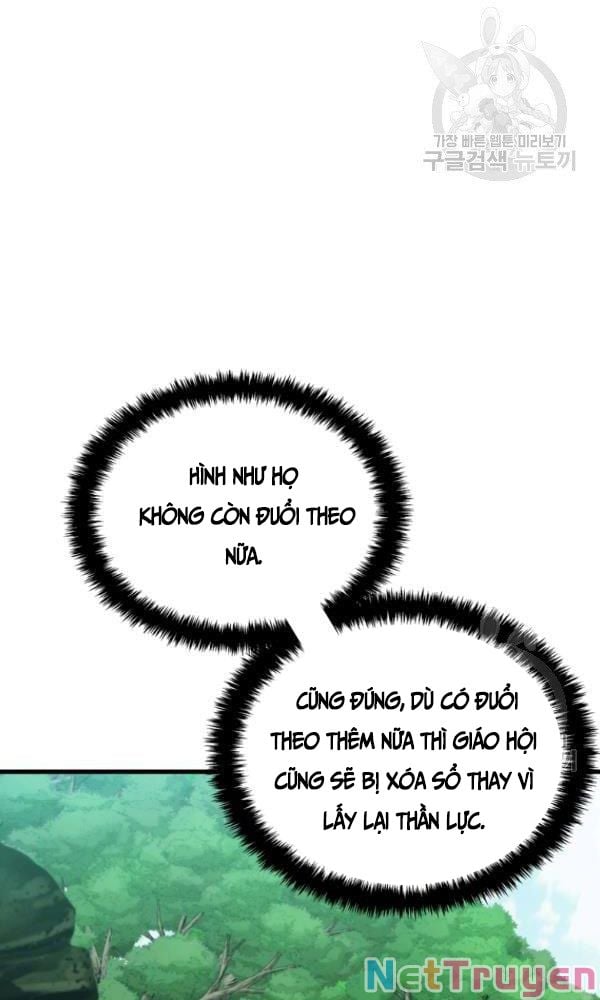 가장 빠른 웹툰 미리보기
구글검색 뉴토끼
HÌNH NHƯ HỌ
KHÔNG CÒN ĐUỔI THEO
NỮA.
CŨNG ĐÚNG, DÙ CÓ ĐUỔI
THEO THÊM NỮA THÌ GIÁO HỘI
CŨNG SẼ BỊ XÓA SỔ THAY VÌ
LẤY LẠI THẦN LỰC.
NETTRUYEN